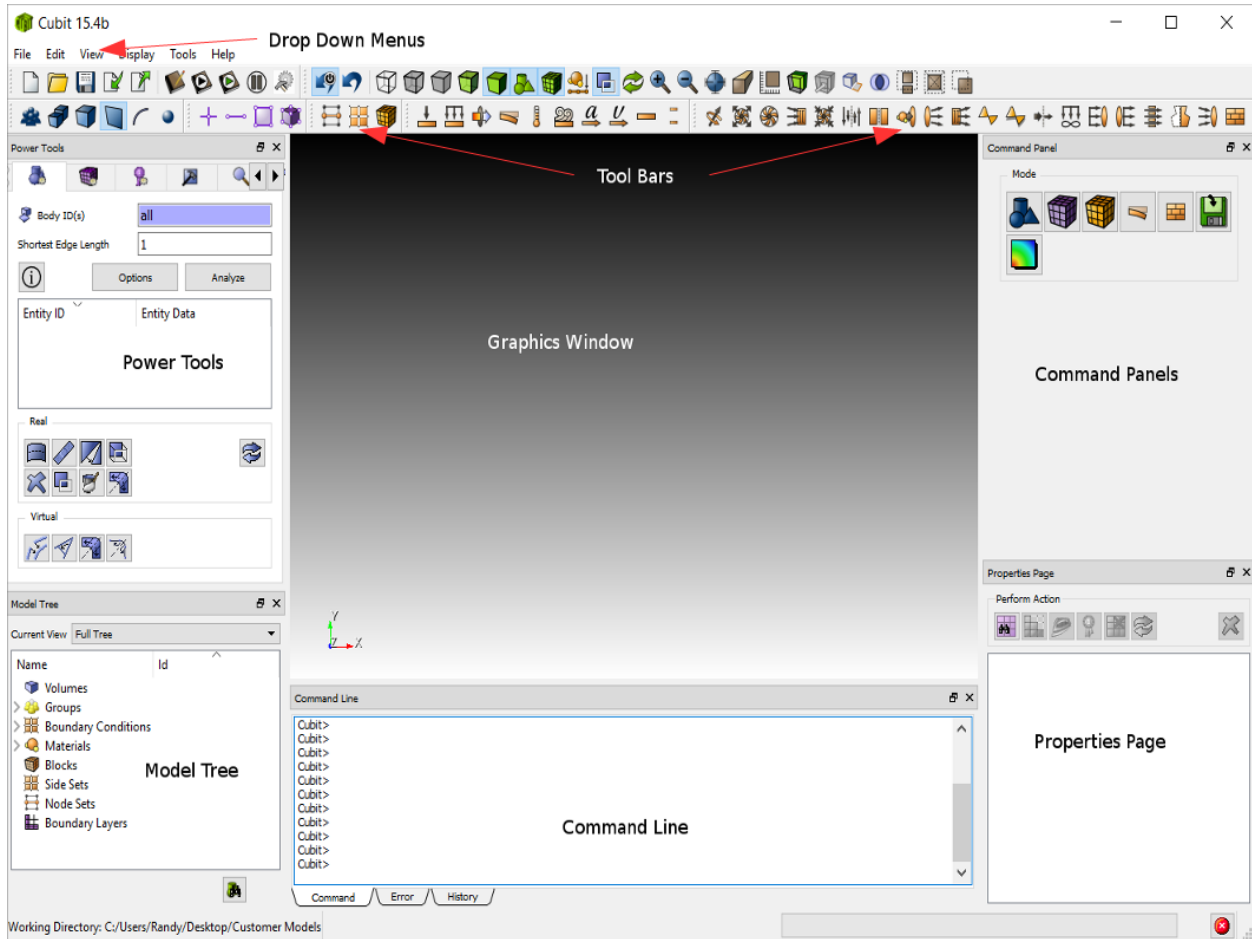 Cubit 15.4b
File Edit View Display Tools Help
Drop Down Menus
Tool Bars
Power Tools
Body ID(s) all
Shortest Edge Length 1
Options Analyze
Entity ID Entity Data
Power Tools
Real
Virtual
Model Tree
Current View Full Tree
Name Id
Volumes
Groups
Boundary Conditions
Materials
Blocks
Side Sets
Node Sets
Boundary Layers
Model Tree
Graphics Window
Y
Z X
Command Line
Cubit>
Cubit>
Cubit>
Cubit>
Cubit>
Cubit>
Cubit>
Cubit>
Cubit>
Cubit>
Cubit>
Command Line
Command Error History
Command Panel
Mode
Command Panels
Properties Page
Perform Action
Properties Page
Working Directory: C:/Users/Randy/Desktop/Customer Models